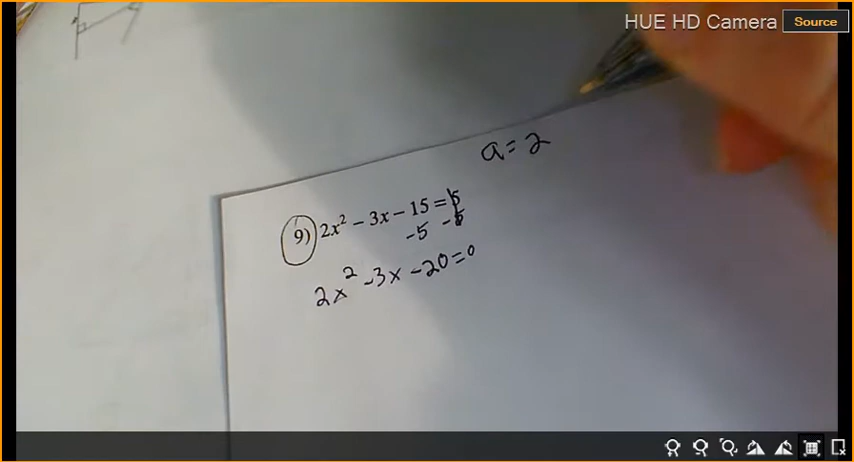 HUE HD Camera Source
a = 2
9) 2x² − 3x − 15 = 5
-5 -5
2x² -3x -20=0